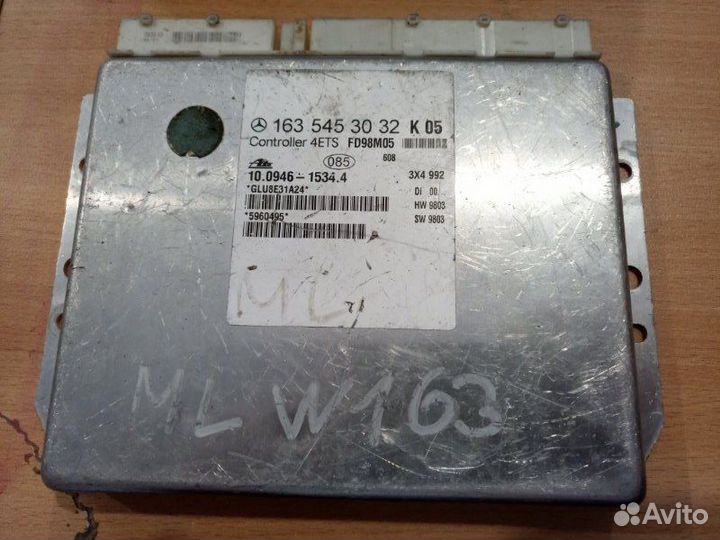 163 545 30 32 K 05
Controller 4ETS FD98M05
Ate 085 608
10.0946-1534.4 3X4 992
*GLU8E31A24* DI 00
HW 9803
*5960495* SW 9803
ML
ML W163
Avito